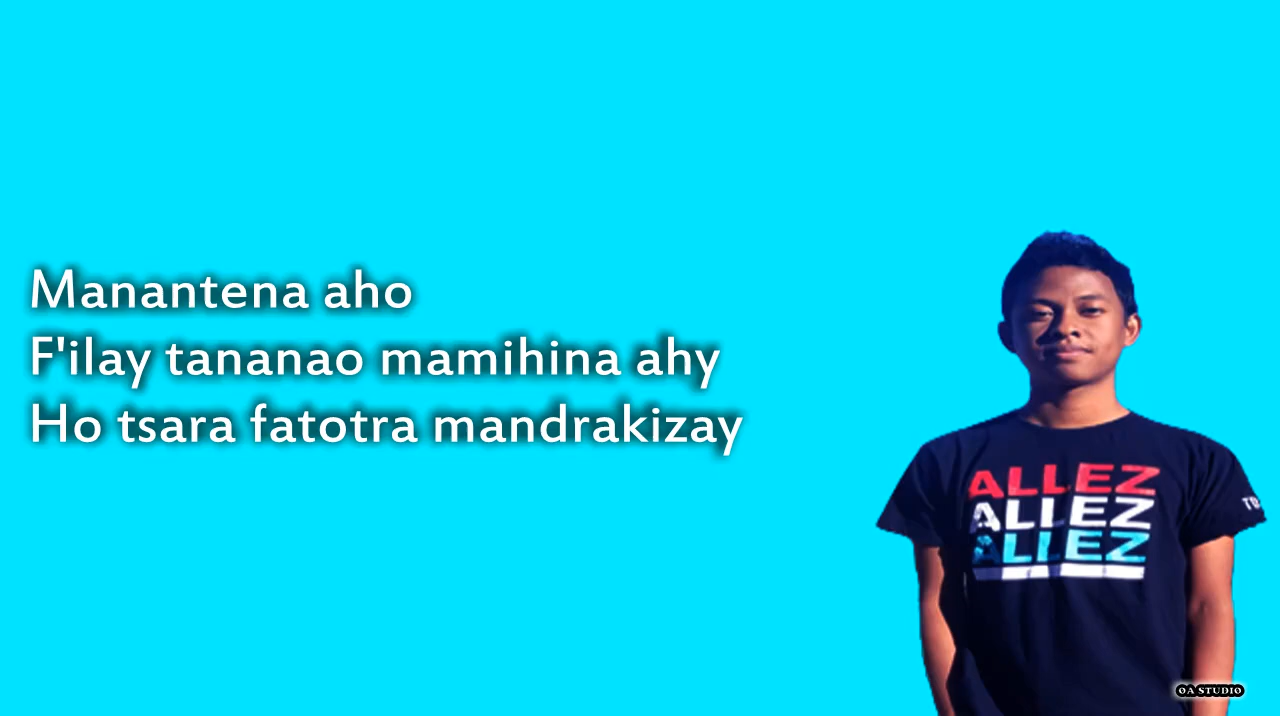 Manantena aho
F'ilay tananao mamihina ahy
Ho tsara fatotra mandrakizay
ALLEZ
ALLEZ
ALLEZ
OA STUDIO